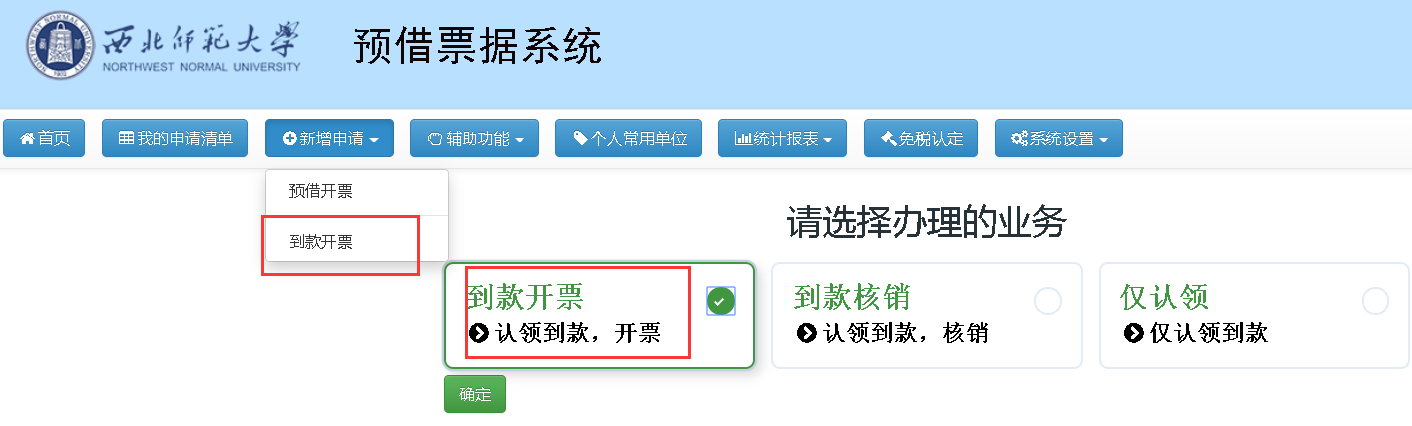 西北师范大学
NORTHWEST NORMAL UNIVERSITY
预借票据系统
首页 我的申请清单 新增申请 辅助功能 个人常用单位 统计报表 免税认定 系统设置
预借开票
到款开票
请选择办理的业务
到款开票 到款核销 仅认领
认领到款，开票 认领到款，核销 仅认领到款
确定